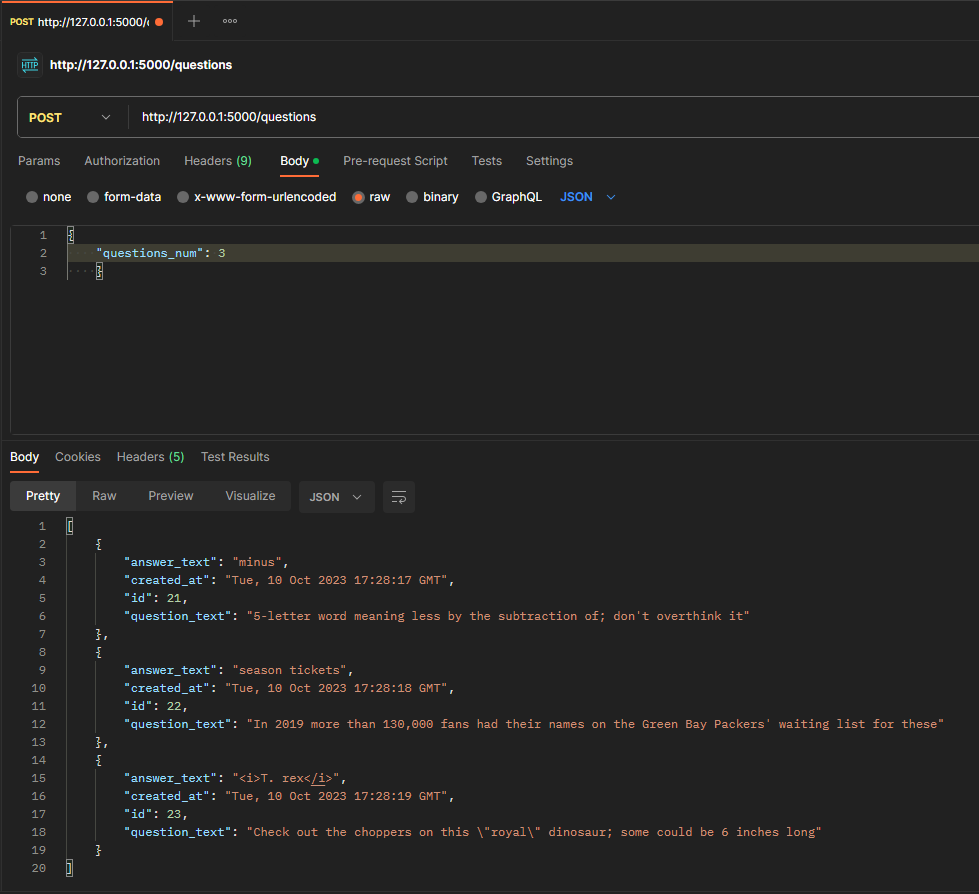 POST http://127.0.0.1:5000/
HTTP http://127.0.0.1:5000/questions
POST http://127.0.0.1:5000/questions
Params Authorization Headers (9) Body Pre-request Script Tests Settings
none form-data x-www-form-urlencoded raw binary GraphQL JSON
1 {
2 "questions_num": 3
3 }
Body Cookies Headers (5) Test Results
Pretty Raw Preview Visualize JSON
1 [
2 {
3 "answer_text": "minus",
4 "created_at": "Tue, 10 Oct 2023 17:28:17 GMT",
5 "id": 21,
6 "question_text": "5-letter word meaning less by the subtraction of; don't overthink it"
7 },
8 {
9 "answer_text": "season tickets",
10 "created_at": "Tue, 10 Oct 2023 17:28:18 GMT",
11 "id": 22,
12 "question_text": "In 2019 more than 130,000 fans had their names on the Green Bay Packers' waiting list for these"
13 },
14 {
15 "answer_text": "<i>T. rex</i>",
16 "created_at": "Tue, 10 Oct 2023 17:28:19 GMT",
17 "id": 23,
18 "question_text": "Check out the choppers on this \"royal\" dinosaur; some could be 6 inches long"
19 }
20 ]